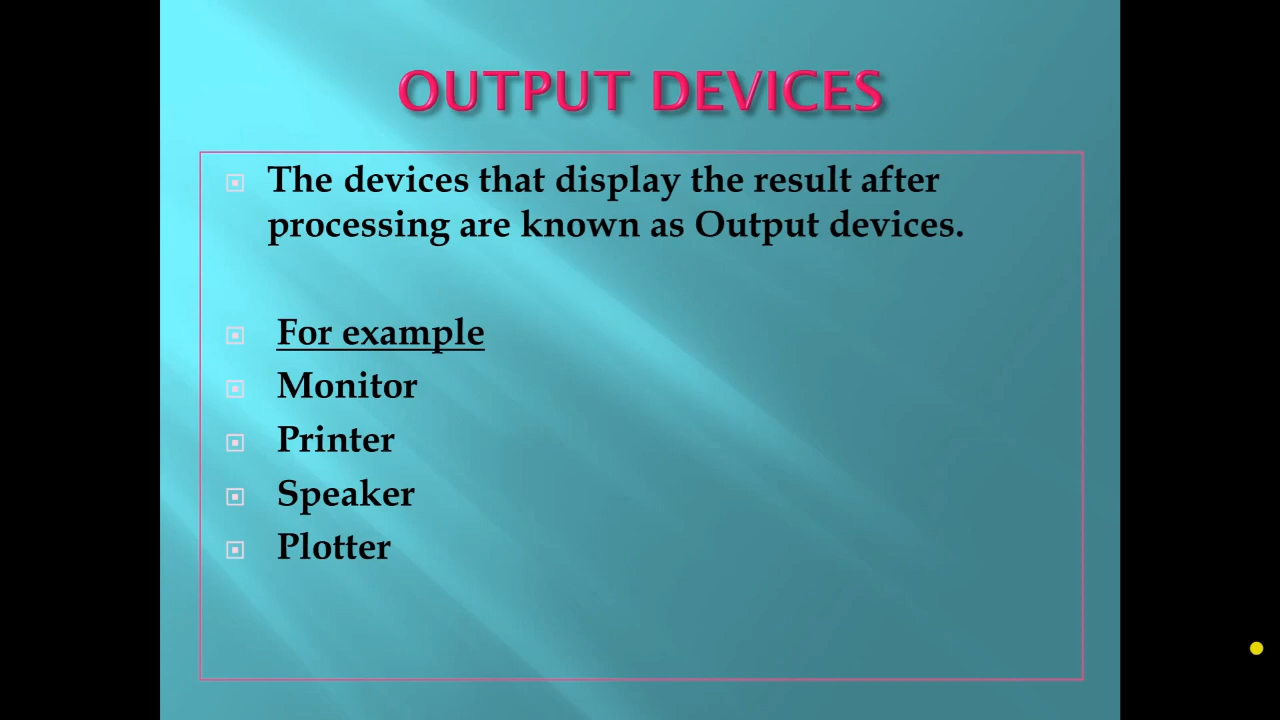 OUTPUT DEVICES
The devices that display the result after
processing are known as Output devices.
For example
Monitor
Printer
Speaker
Plotter